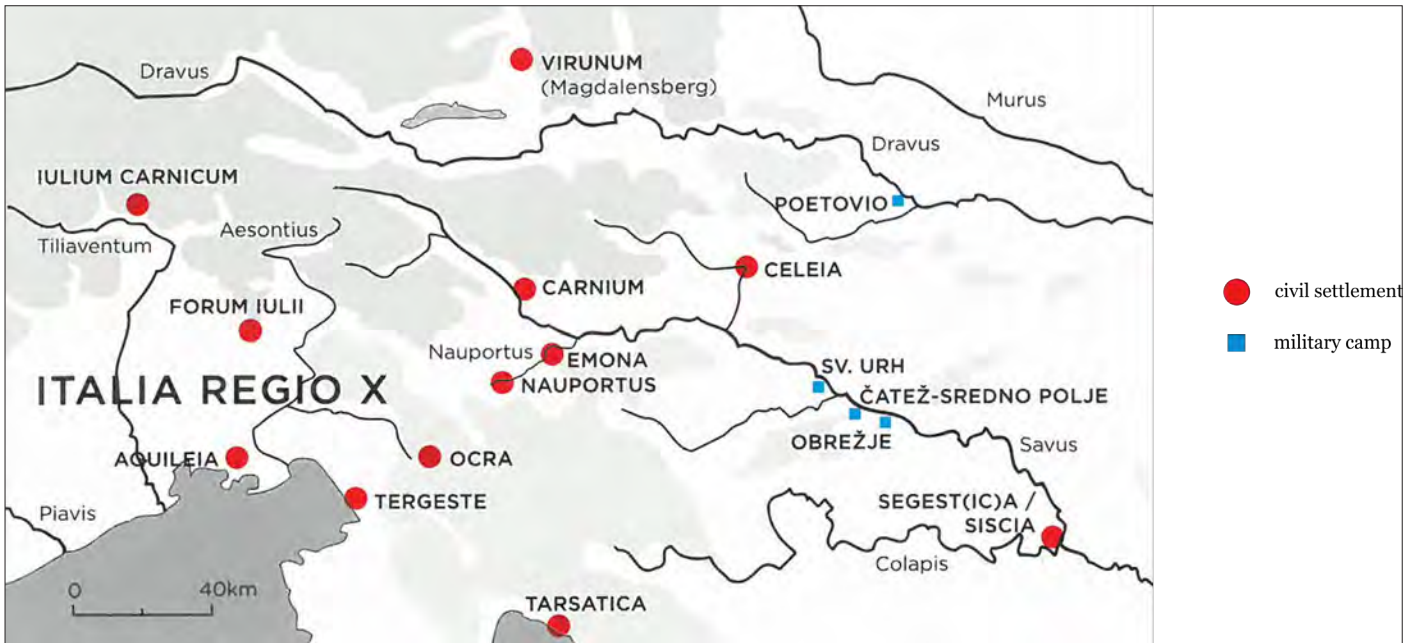 VIRUNUM
(Magdalensberg)
Dravus
Murus
Dravus
IULIUM CARNICUM
POETOVIO
Tiliaventum
Aesontius
CELEIA
CARNIUM
FORUM IULII
Nauportus
EMONA
NAUPORTUS
SV. URH
ITALIA REGIO X
ČATEŽ-SREDNO POLJE
OBREŽJE
Savus
AQUILEIA
OCRA
TERGESTE
SEGEST(IC)A /
SISCIA
Piavis
Colapis
0 40km
TARSATICA
civil settlement
military camp